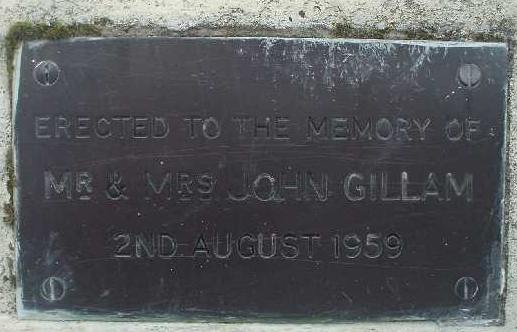 ERECTED TO THE MEMORY OF
MR & MRS JOHN GILLAM
2ND AUGUST 1959